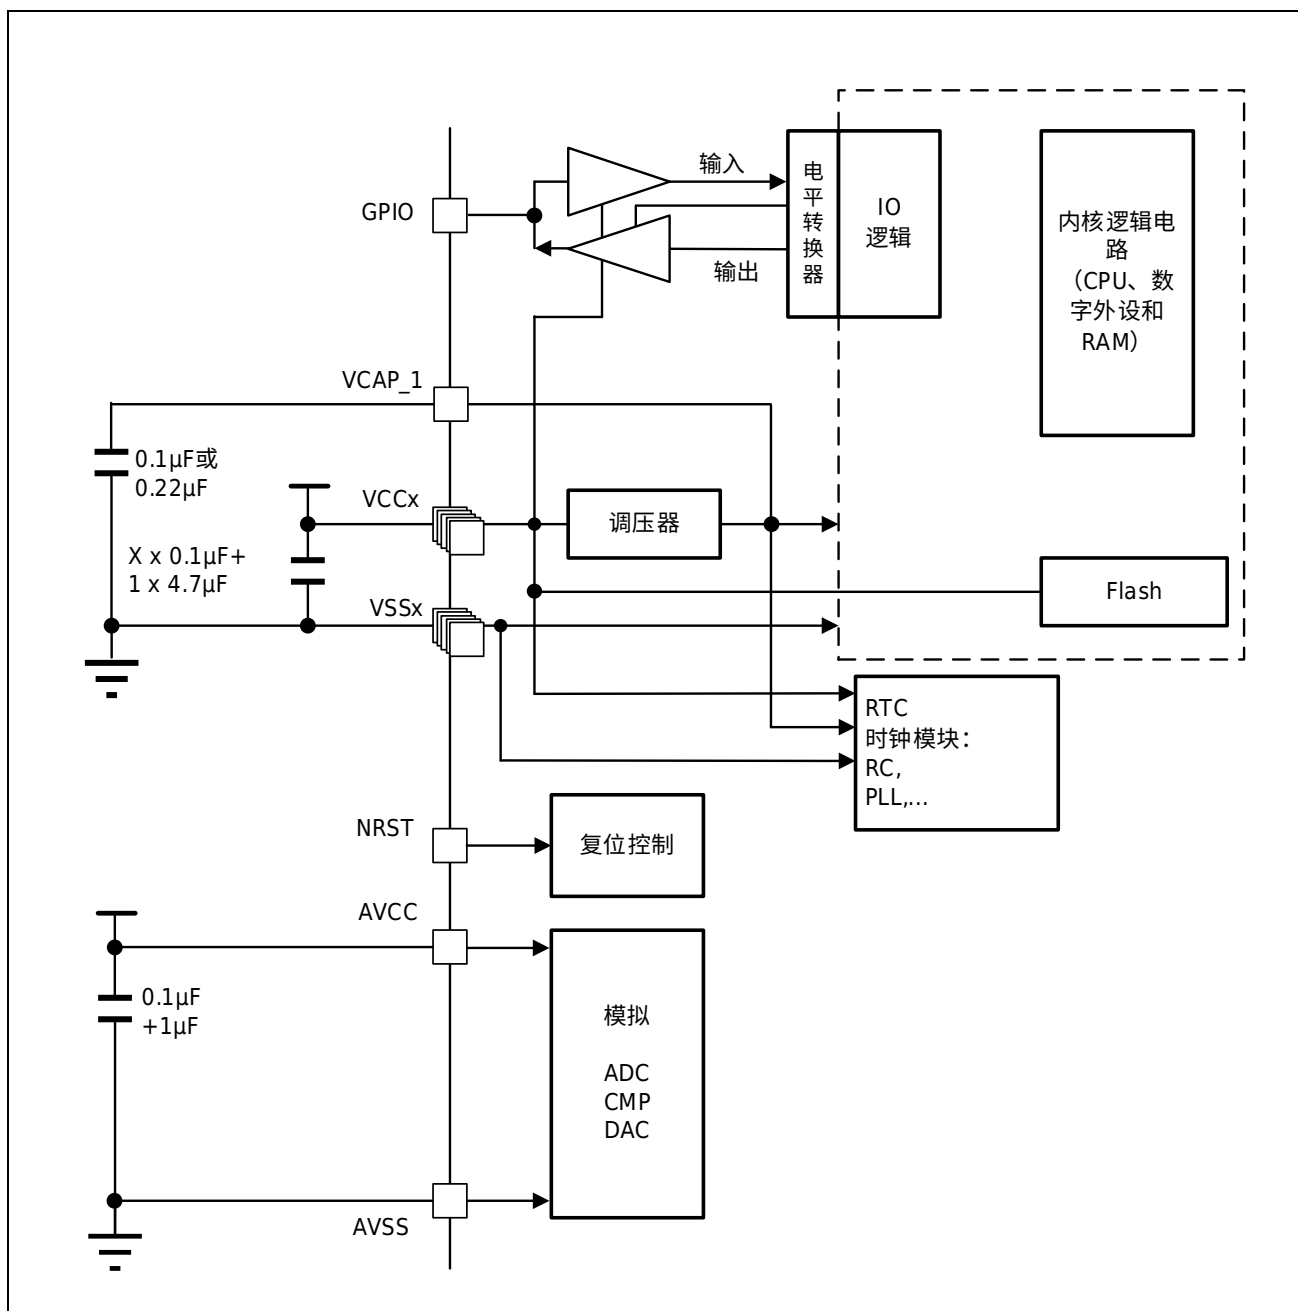 输入
GPIO
输出
电
平
转
换
器
IO
逻辑
内核逻辑电
路
（CPU、数
字外设和
RAM）
VCAP_1
0.1µF或
0.22µF
VCCx
调压器
X x 0.1µF+
1 x 4.7µF
Flash
VSSx
RTC
时钟模块：
RC,
PLL,...
NRST
复位控制
AVCC
0.1µF
+1µF
模拟
ADC
CMP
DAC
AVSS